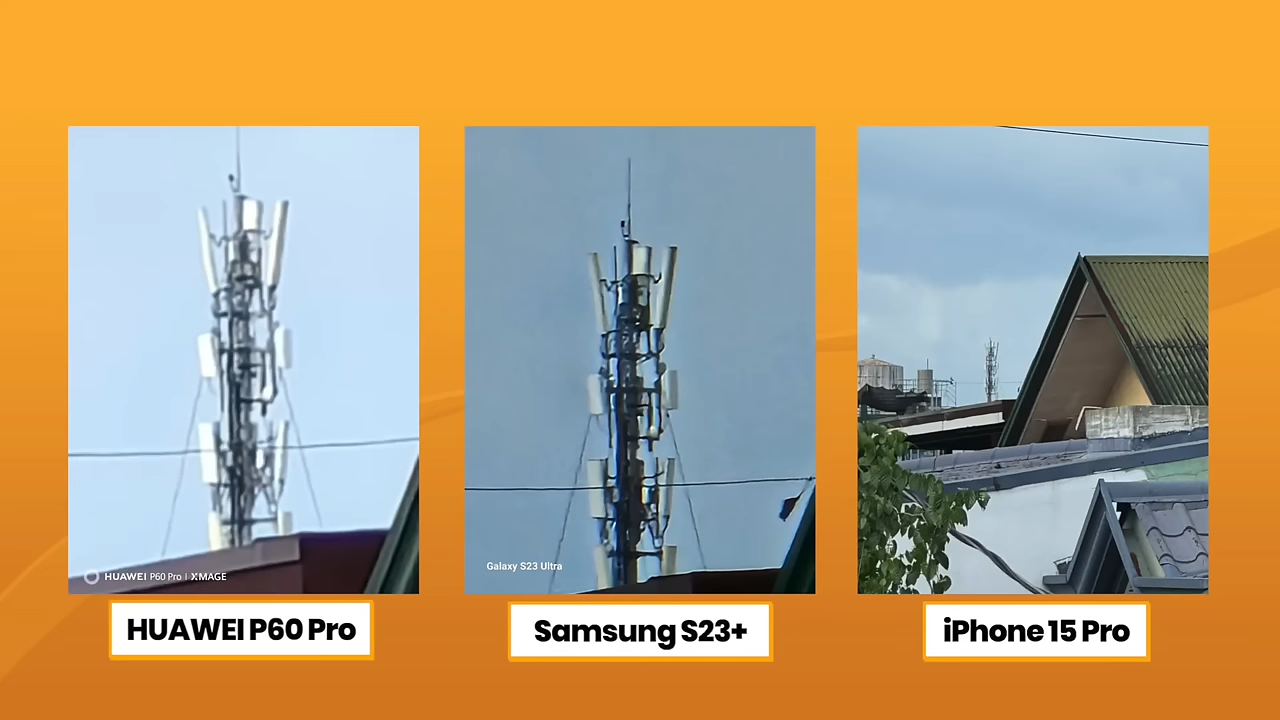 HUAWEI P60 Pro | XMAGE
Galaxy S23 Ultra
HUAWEI P60 Pro
Samsung S23+
iPhone 15 Pro